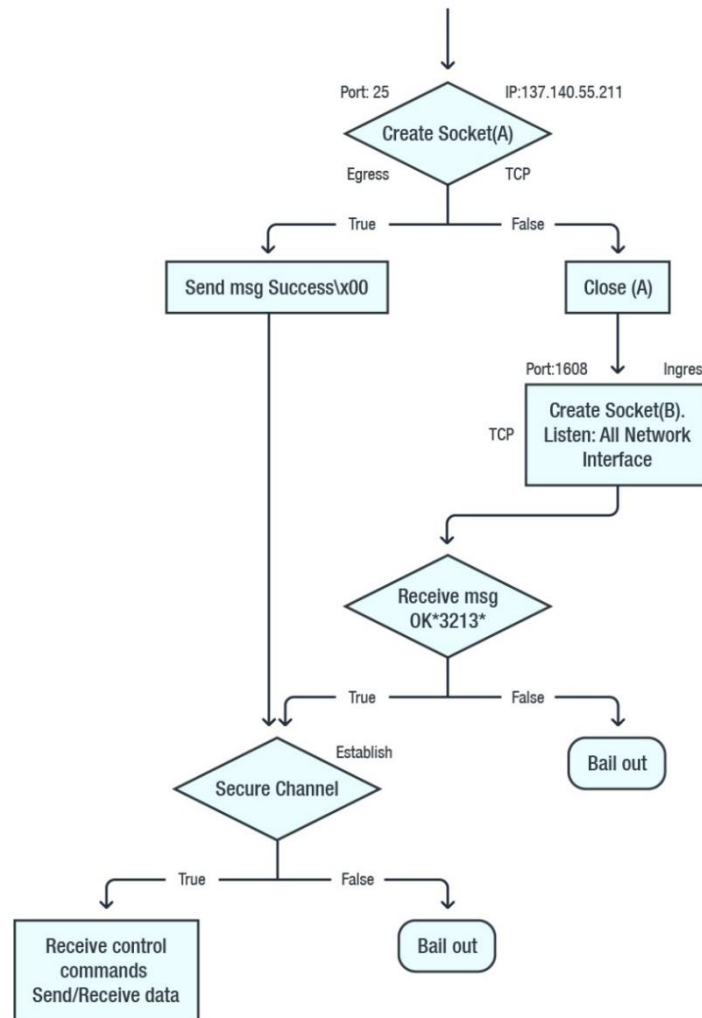 Port: 25
IP:137.140.55.211
Create Socket(A)
Egress
TCP
True
False
Send msg Success\x00
Close (A)
Port:1608
Ingres
TCP
Create Socket(B).
Listen: All Network
Interface
Receive msg
OK*3213*
True
False
Establish
Secure Channel
Bail out
True
False
Receive control
commands
Send/Receive data
Bail out